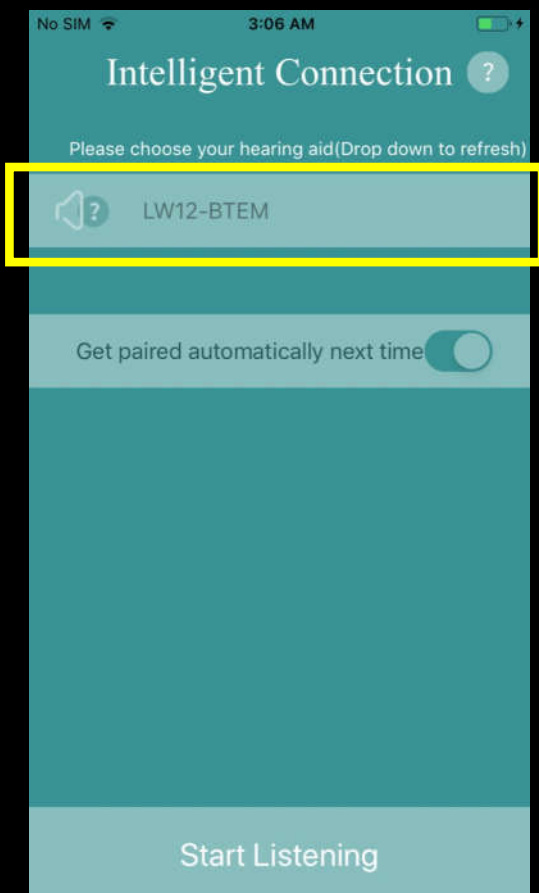 No SIM 3:06 AM
Intelligent Connection ?
Please choose your hearing aid(Drop down to refresh)
? LW12-BTEM
Get paired automatically next time
Start Listening